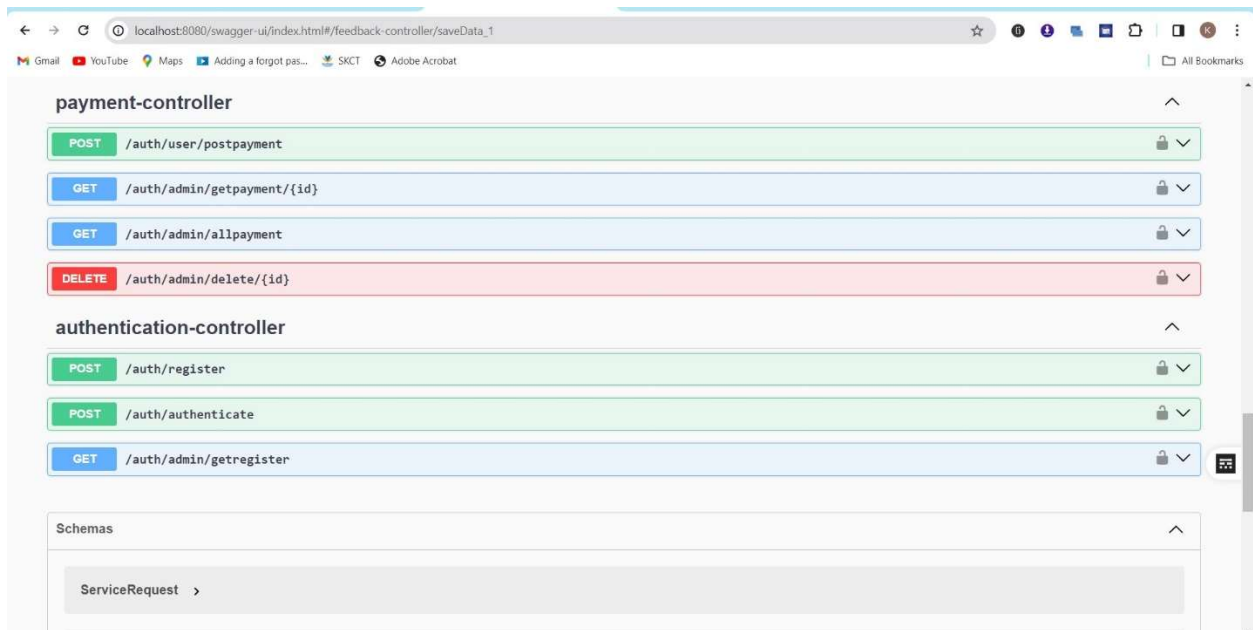 localhost:8080/swagger-ui/index.html#/feedback-controller/saveData_1
Gmail YouTube Maps Adding a forgot pas... SKCT Adobe Acrobat All Bookmarks
payment-controller
POST /auth/user/postpayment
GET /auth/admin/getpayment/{id}
GET /auth/admin/allpayment
DELETE /auth/admin/delete/{id}
authentication-controller
POST /auth/register
POST /auth/authenticate
GET /auth/admin/getregister
Schemas
ServiceRequest